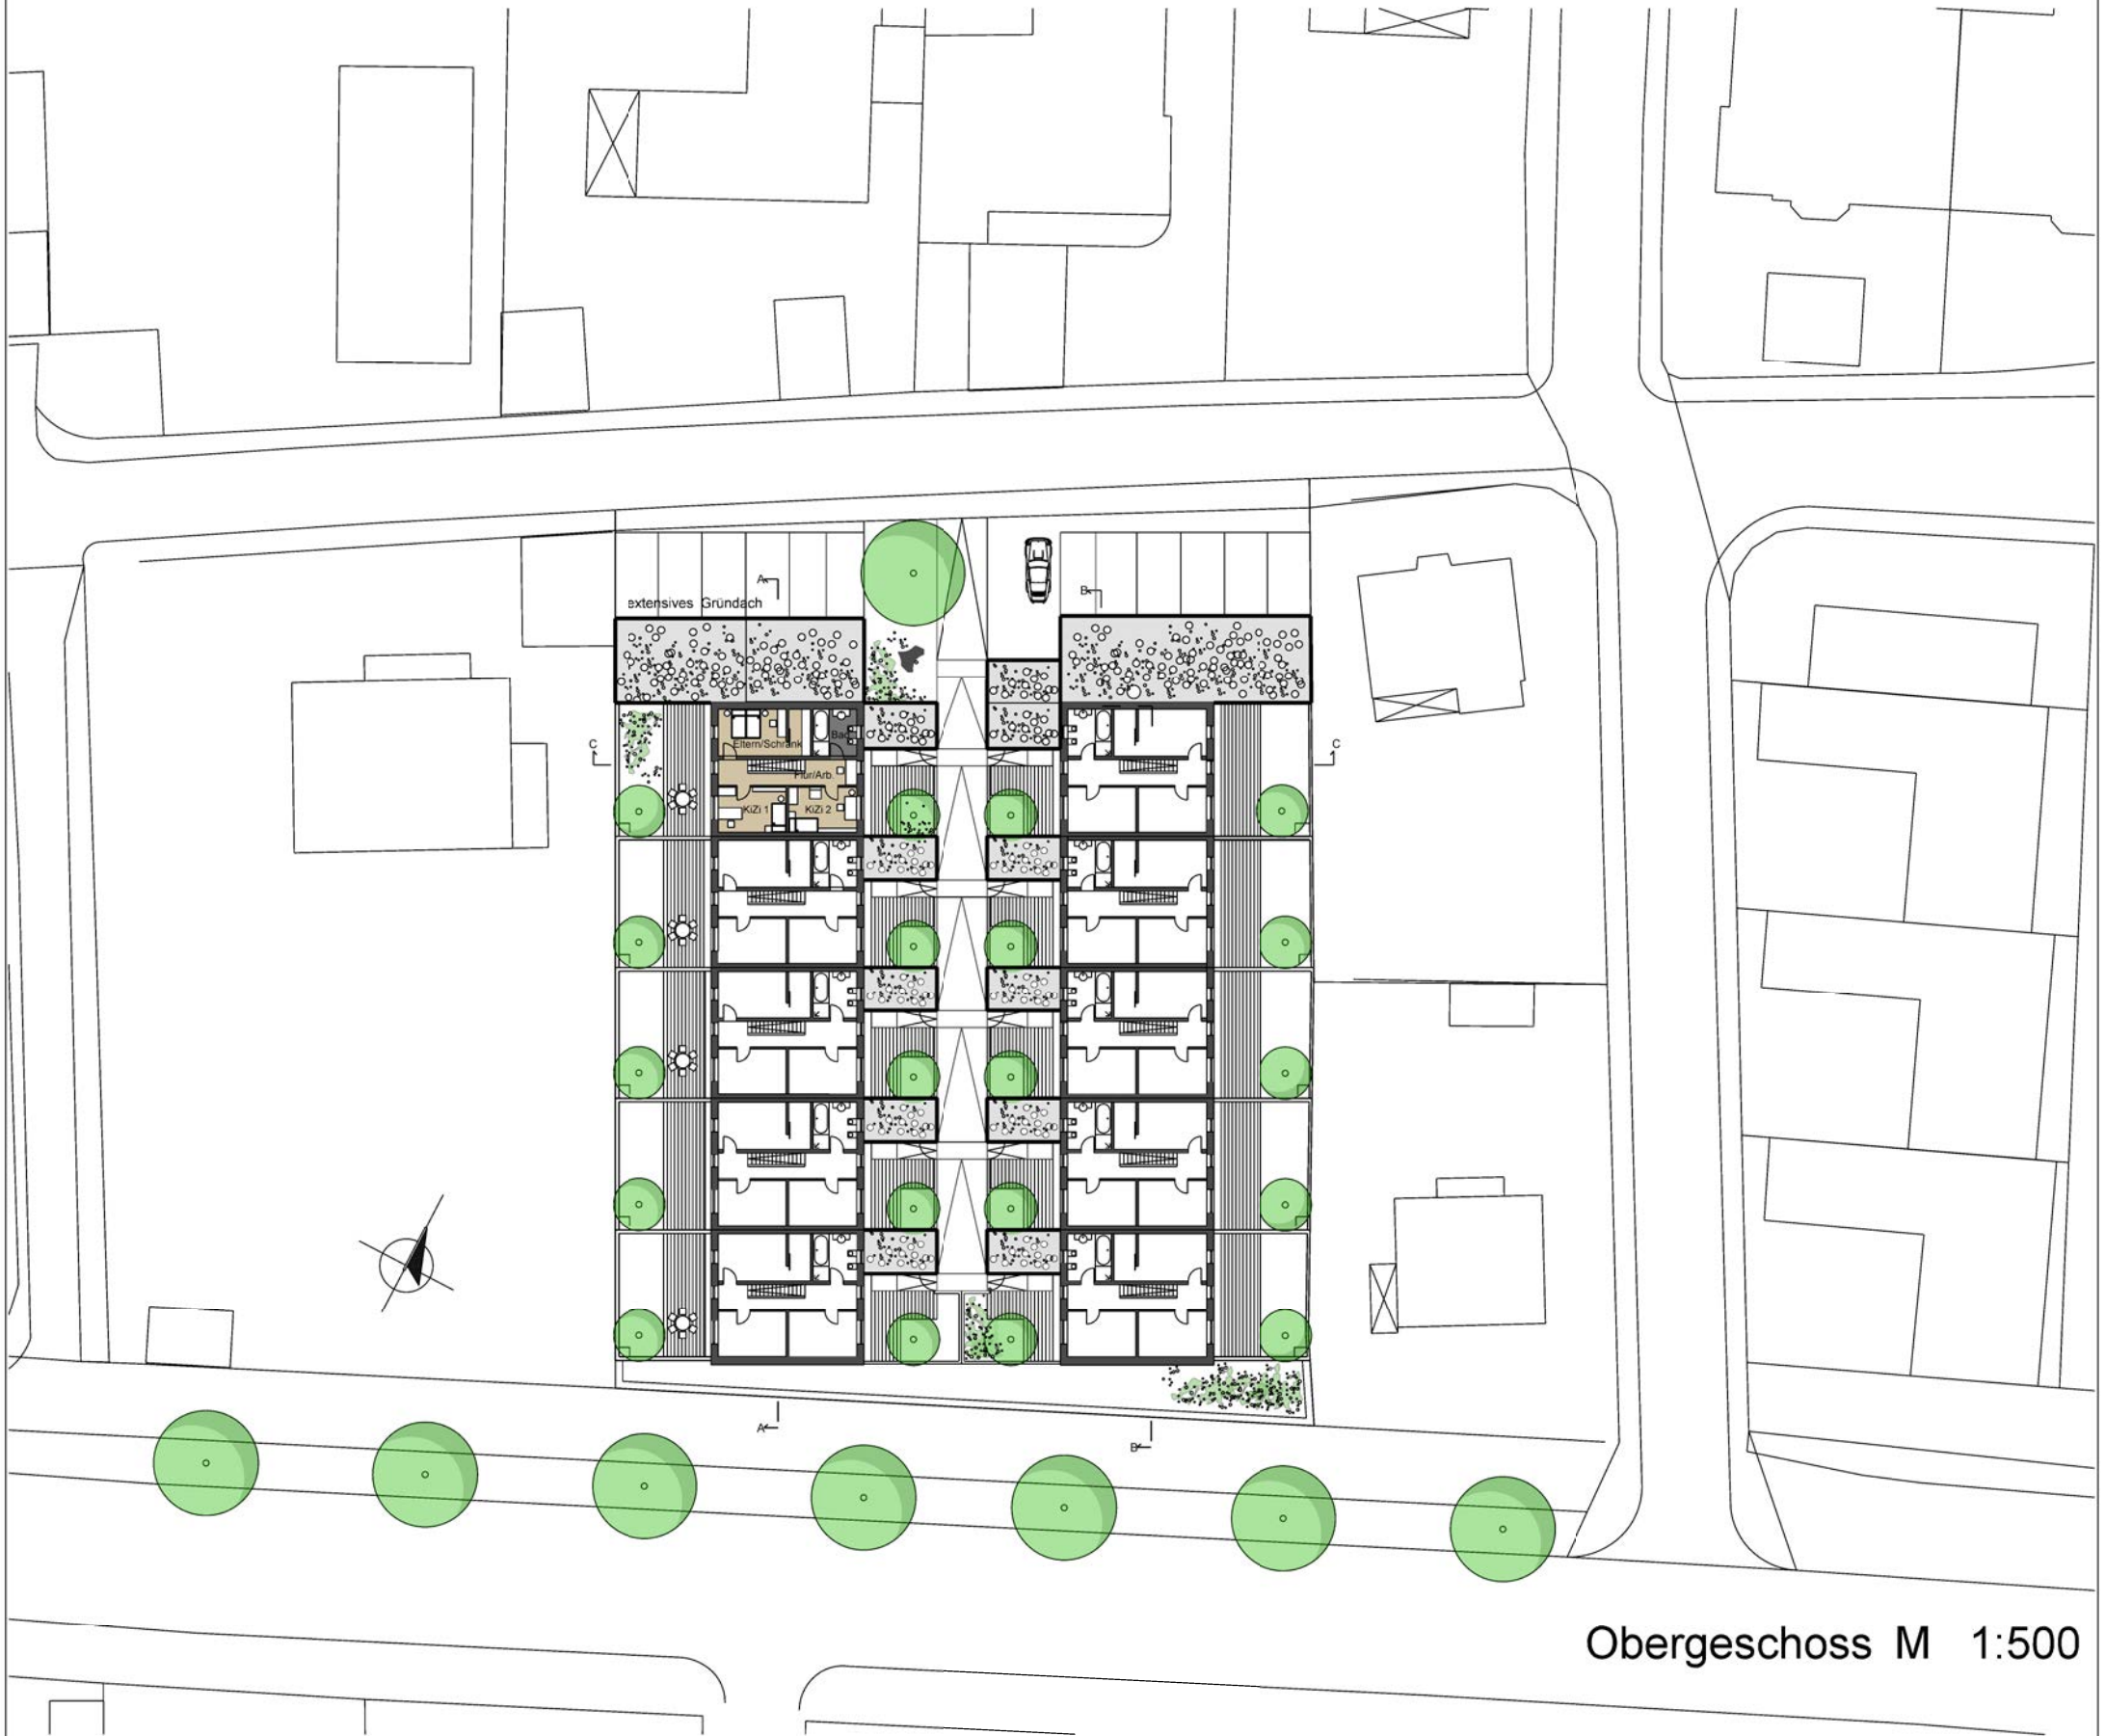 A
B
extensives Gründach
Eltern/Schrank
Bad
C
C
Flur/Arb.
KiZi 1
KiZi 2
A
B
Obergeschoss M 1:500